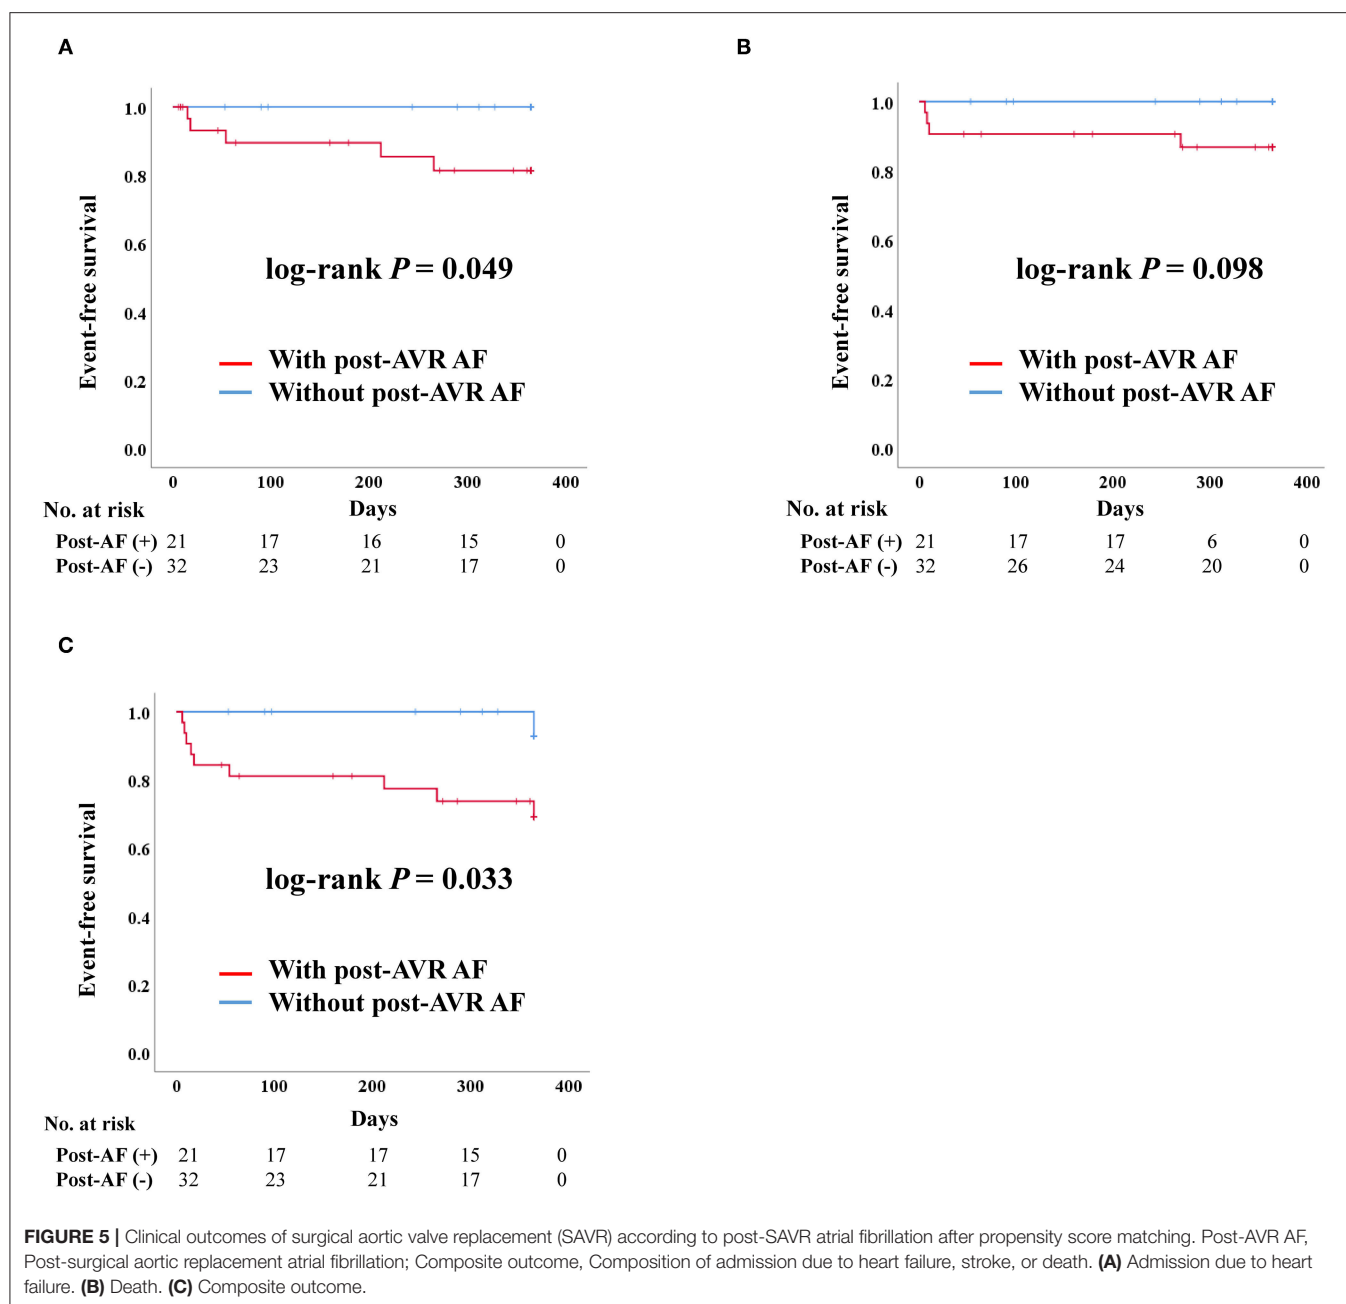 A
1.0
0.8
0.6
0.4
0.2
0.0
Event-free survival
log-rank P = 0.049
With post-AVR AF
Without post-AVR AF
0 100 200 300 400
Days
No. at risk
Post-AF (+) 21 17 16 15 0
Post-AF (-) 32 23 21 17 0
B
1.0
0.8
0.6
0.4
0.2
0.0
Event-free survival
log-rank P = 0.098
With post-AVR AF
Without post-AVR AF
0 100 200 300 400
Days
No. at risk
Post-AF (+) 21 17 17 6 0
Post-AF (-) 32 26 24 20 0
C
1.0
0.8
0.6
0.4
0.2
0.0
Event-free survival
log-rank P = 0.033
With post-AVR AF
Without post-AVR AF
0 100 200 300 400
Days
No. at risk
Post-AF (+) 21 17 17 15 0
Post-AF (-) 32 23 21 17 0
FIGURE 5 | Clinical outcomes of surgical aortic valve replacement (SAVR) according to post-SAVR atrial fibrillation after propensity score matching. Post-AVR AF,
Post-surgical aortic replacement atrial fibrillation; Composite outcome, Composition of admission due to heart failure, stroke, or death. (A) Admission due to heart
failure. (B) Death. (C) Composite outcome.